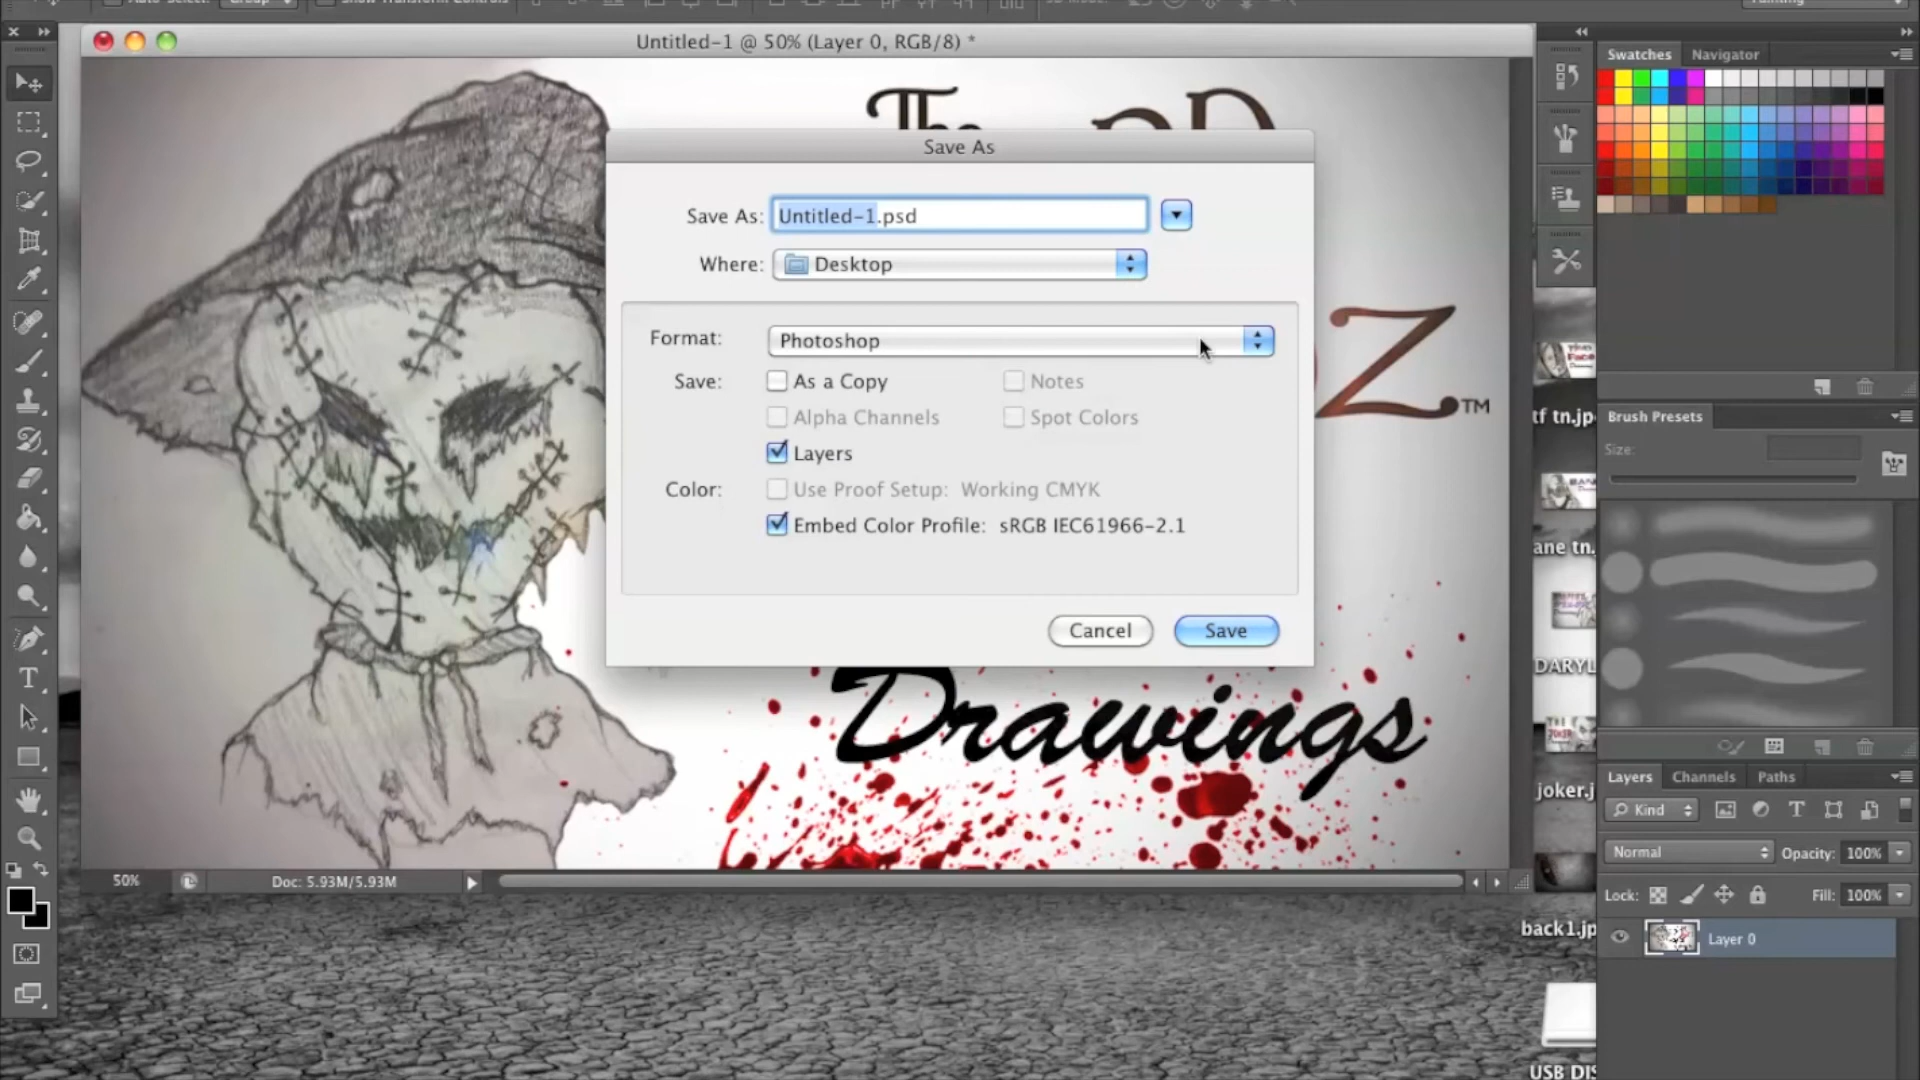 Auto-Select: Group Show Transform Controls 3D Mode: Painting
Untitled-1 @ 50% (Layer 0, RGB/8) *
Swatches Navigator
The
Save As
Save As: Untitled-1.psd
Where: Desktop
Format: Photoshop
Save: As a Copy Notes
Alpha Channels Spot Colors
Layers
Color: Use Proof Setup: Working CMYK
Embed Color Profile: sRGB IEC61966-2.1
Cancel Save
Z™
Drawings
tf tn.jp
ane tn.
DARYL
joker.j
back1.jp
USB DIS
Brush Presets
Size:
Layers Channels Paths
Kind
Normal Opacity: 100%
Lock: Fill: 100%
Layer 0
50% Doc: 5.93M/5.93M